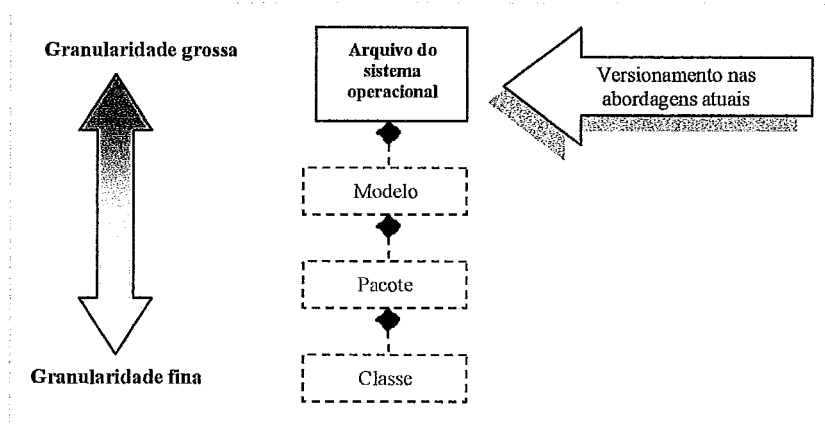 Granularidade grossa
Arquivo do
sistema
operacional
Versionamento nas
abordagens atuais
Modelo
Pacote
Granularidade fina
Classe